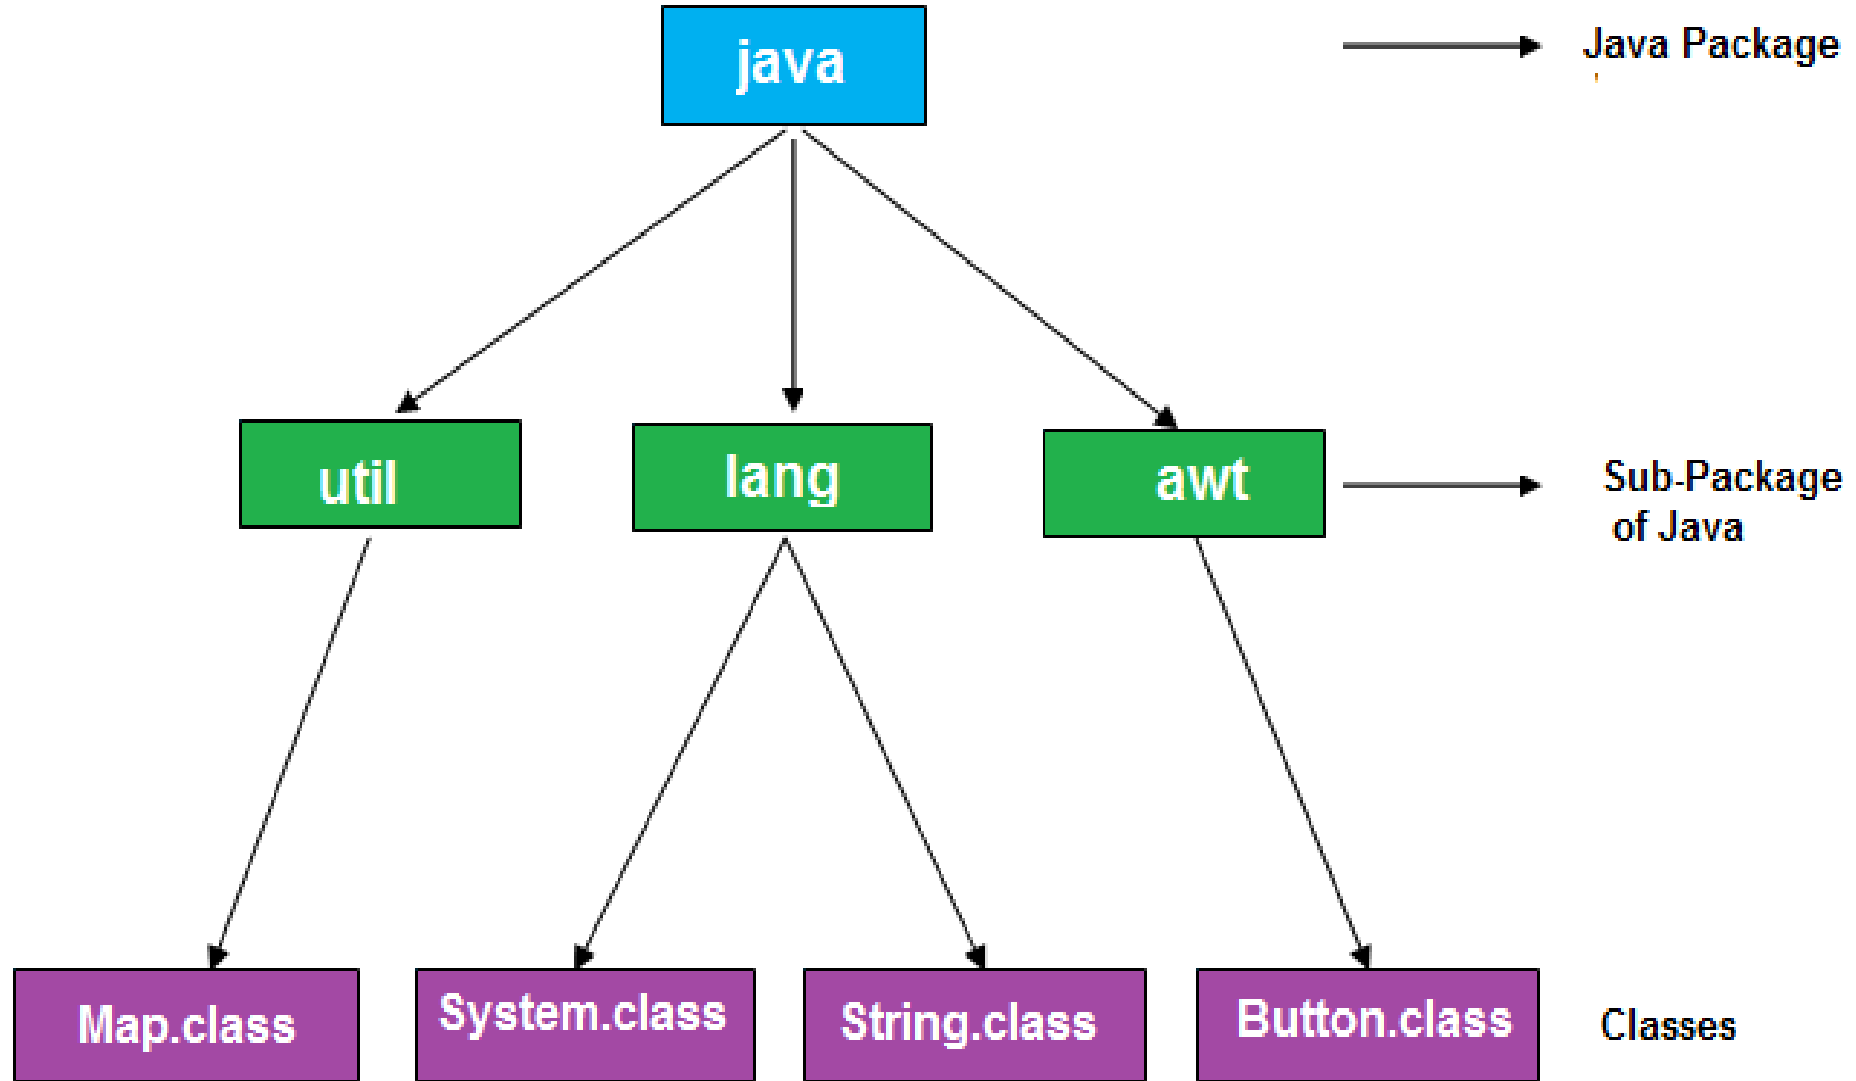 java
Java Package
util
lang
awt
Sub-Package
of Java
Map.class
System.class
String.class
Button.class
Classes